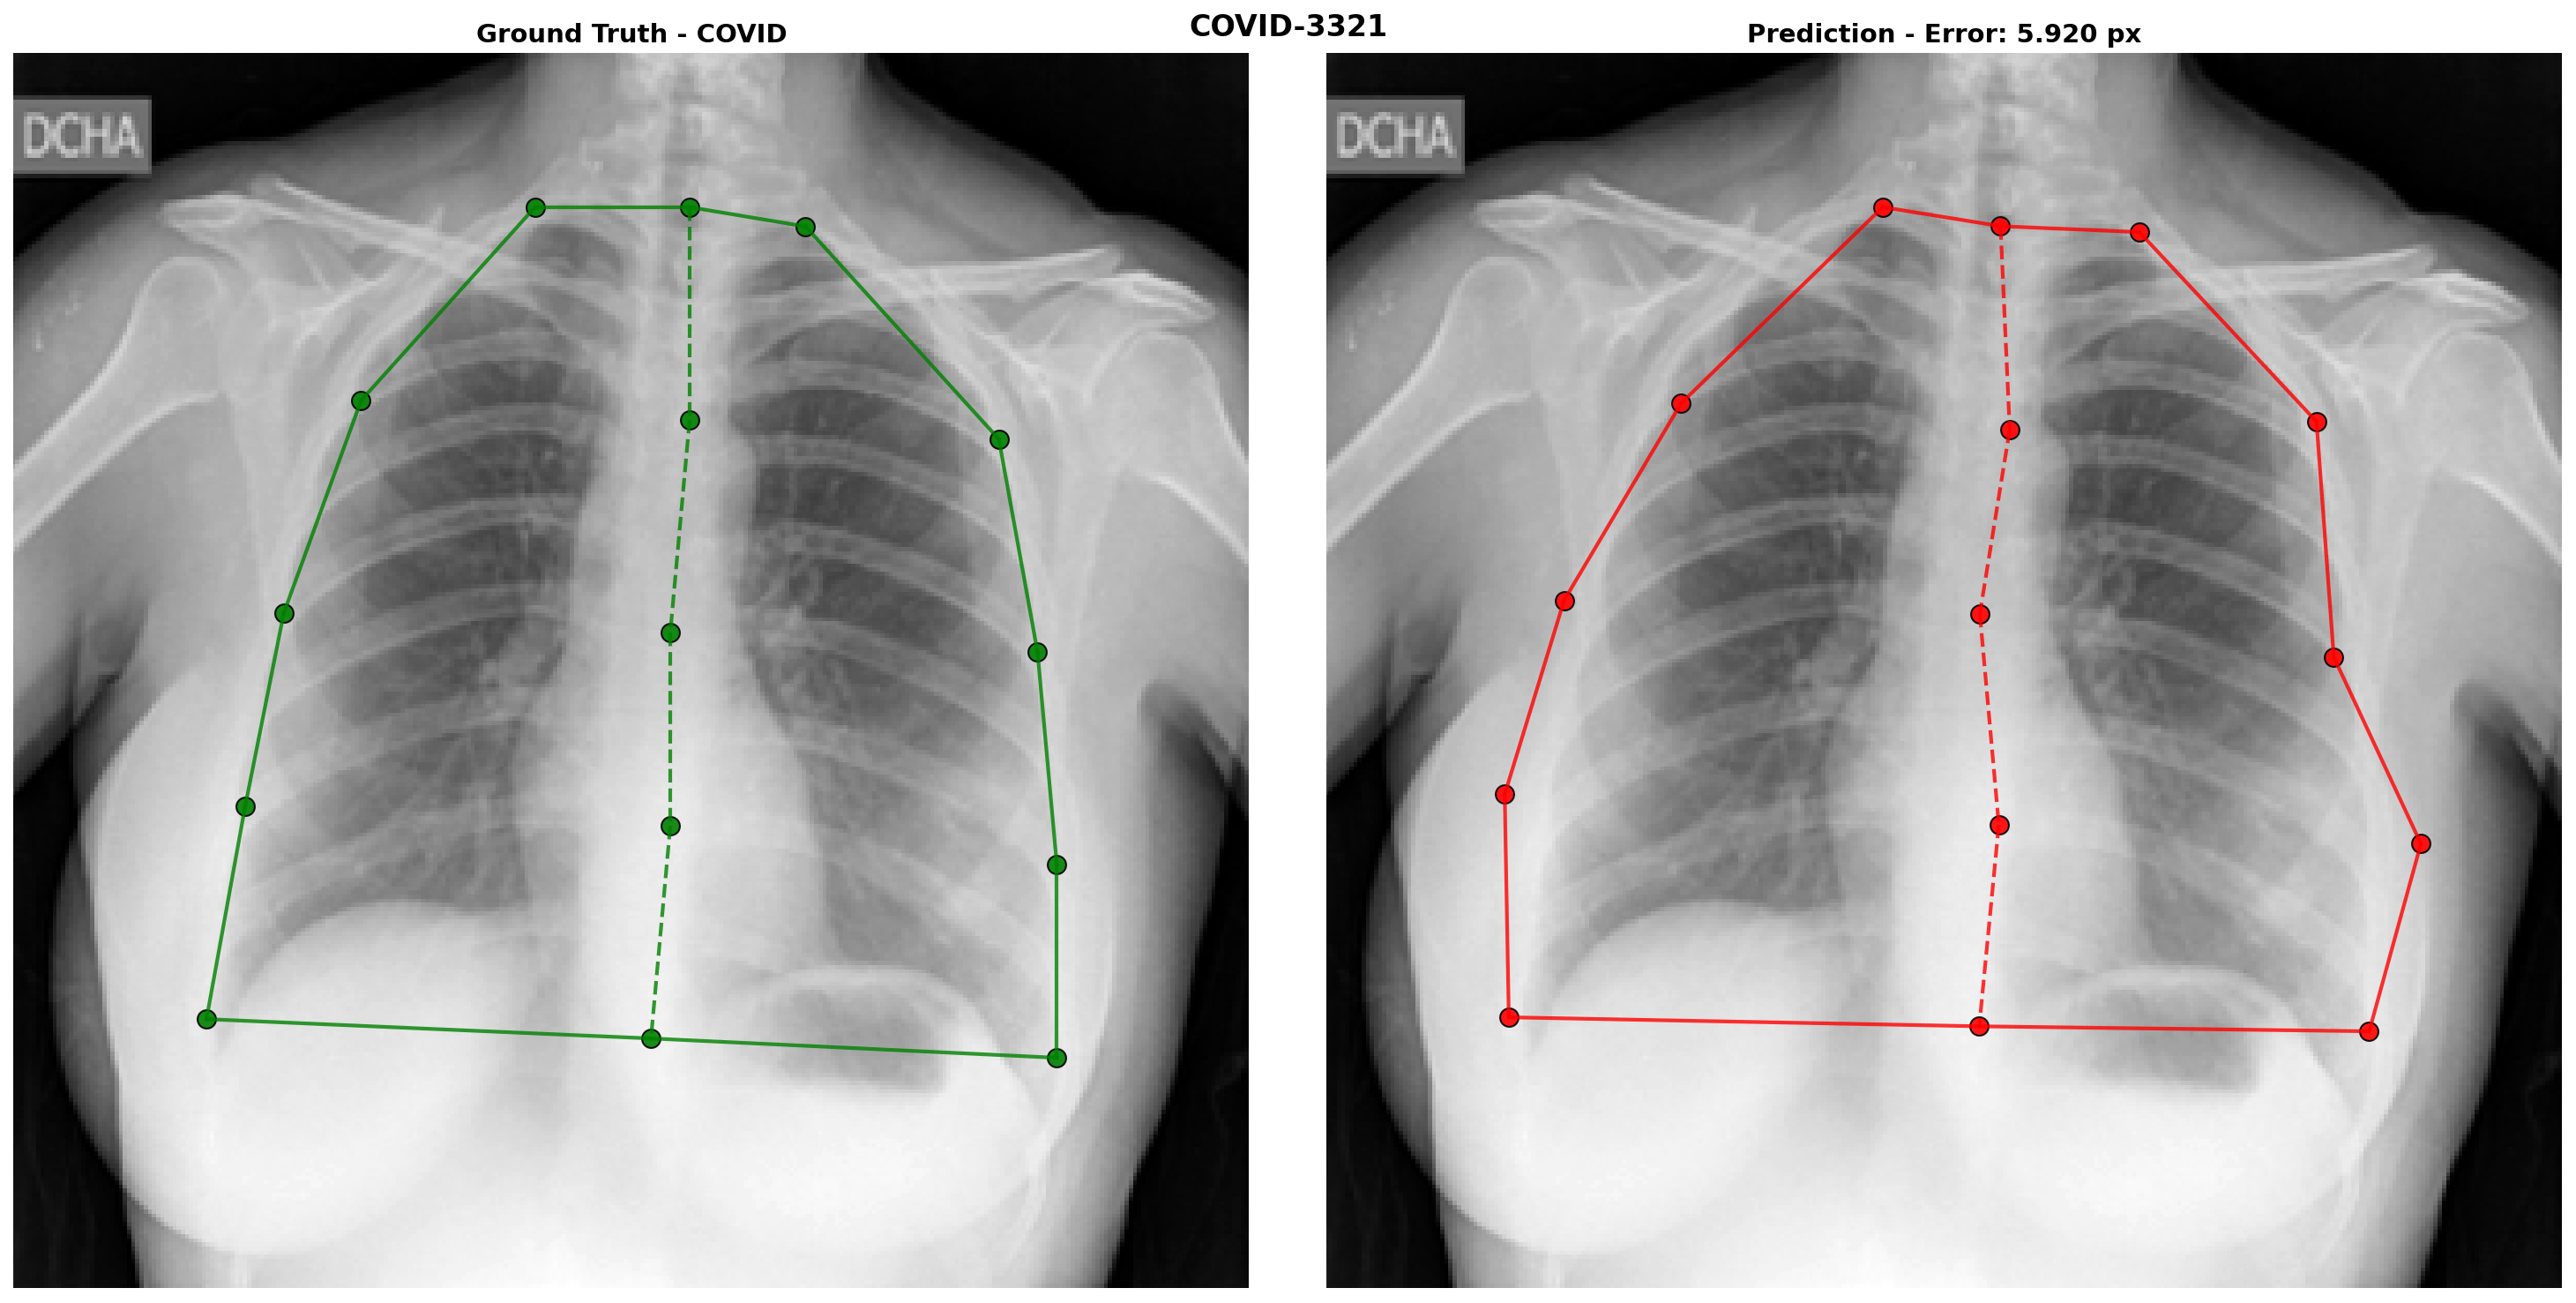 COVID-3321
Ground Truth - COVID
Prediction - Error: 5.920 px
DCHA
DCHA